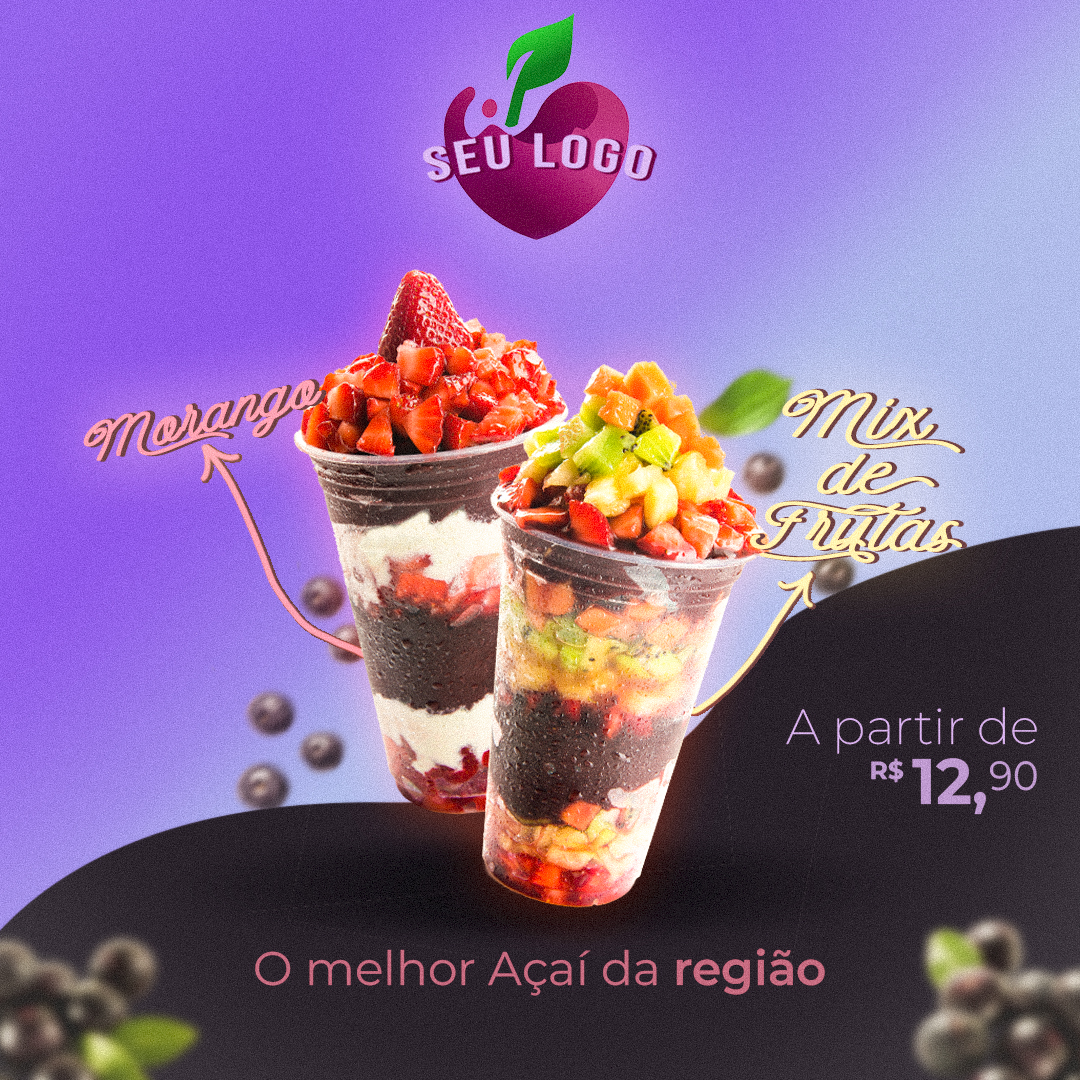 SEU LOGO
Morango
Mix
de
Frutas
A partir de
R$ 12,90
O melhor Açaí da região